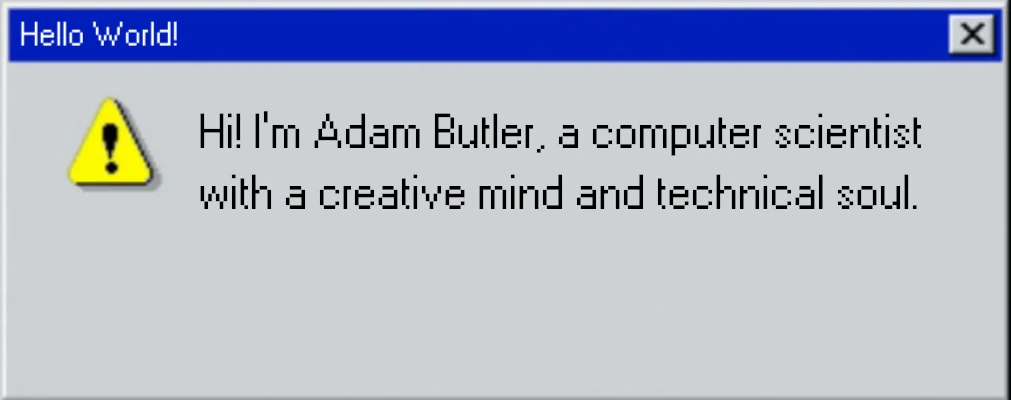 Hello World!
Hi! I'm Adam Butler, a computer scientist
with a creative mind and technical soul.